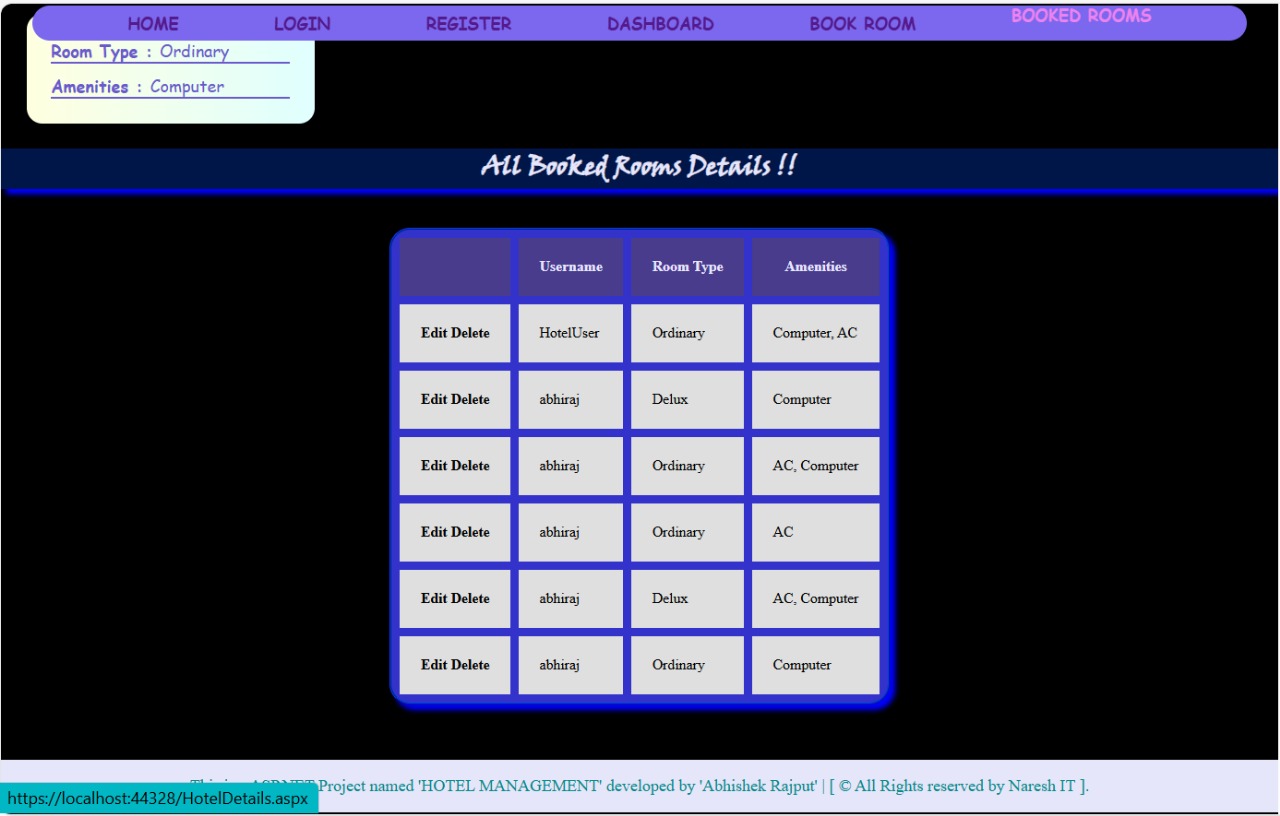 HOME LOGIN REGISTER DASHBOARD BOOK ROOM BOOKED ROOMS
Room Type : Ordinary
Amenities : Computer
All Booked Rooms Details !!
Username Room Type Amenities
Edit Delete HotelUser Ordinary Computer, AC
Edit Delete abhiraj Delux Computer
Edit Delete abhiraj Ordinary AC, Computer
Edit Delete abhiraj Ordinary AC
Edit Delete abhiraj Delux AC, Computer
Edit Delete abhiraj Ordinary Computer
Project named 'HOTEL MANAGEMENT' developed by 'Abhishek Rajput' | [ © All Rights reserved by Naresh IT ].
https://localhost:44328/HotelDetails.aspx